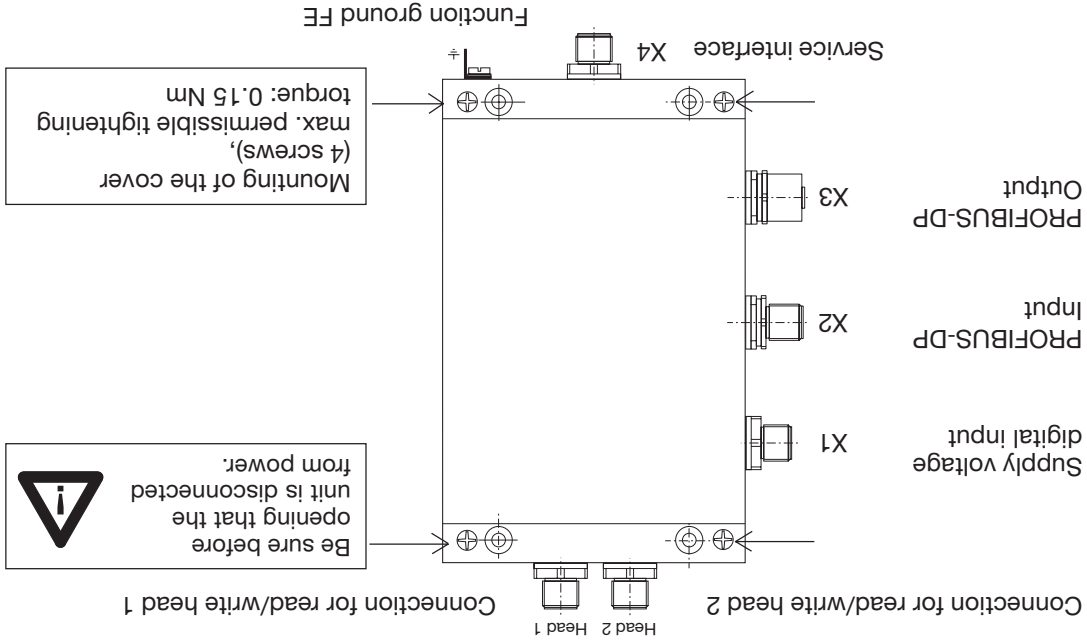 Connection for read/write head 2
Head 2
Head 1
Connection for read/write head 1
Supply voltage
digital input
X1
Be sure before
opening that the
unit is disconnected
from power.
!
PROFIBUS-DP
Input
X2
PROFIBUS-DP
Output
X3
Mounting of the cover
(4 screws),
max. permissible tightening
torque: 0.15 Nm
Service interface
X4
Function ground FE